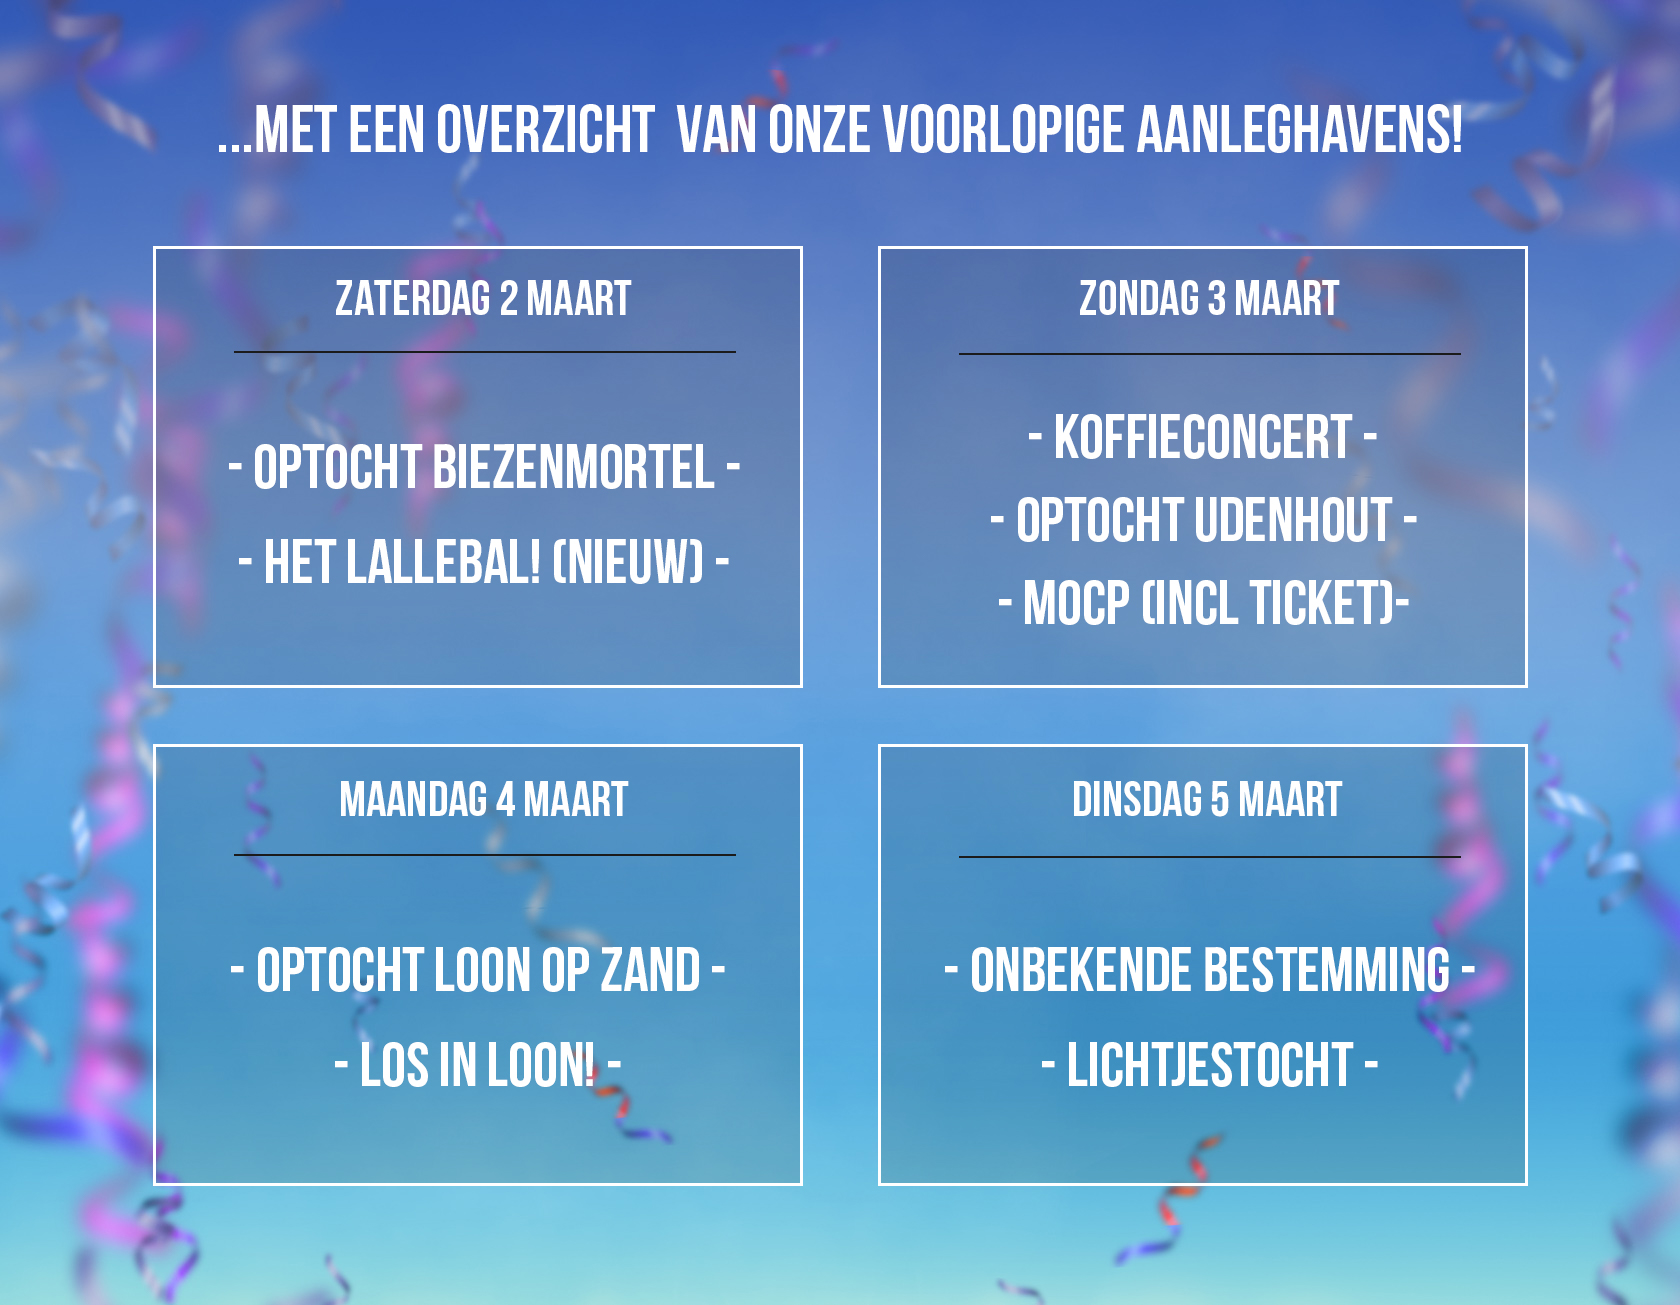 ...MET EEN OVERZICHT VAN ONZE VOORLOPIGE AANLEGHAVENS!
ZATERDAG 2 MAART
- OPTOCHT BIEZENMORTEL -
- HET LALLEBAL! (NIEUW) -
ZONDAG 3 MAART
- KOFFIECONCERT -
- OPTOCHT UDENHOUT -
- MOCP (INCL TICKET)-
MAANDAG 4 MAART
- OPTOCHT LOON OP ZAND -
- LOS IN LOON! -
DINSDAG 5 MAART
- ONBEKENDE BESTEMMING -
- LICHTJESTOCHT -